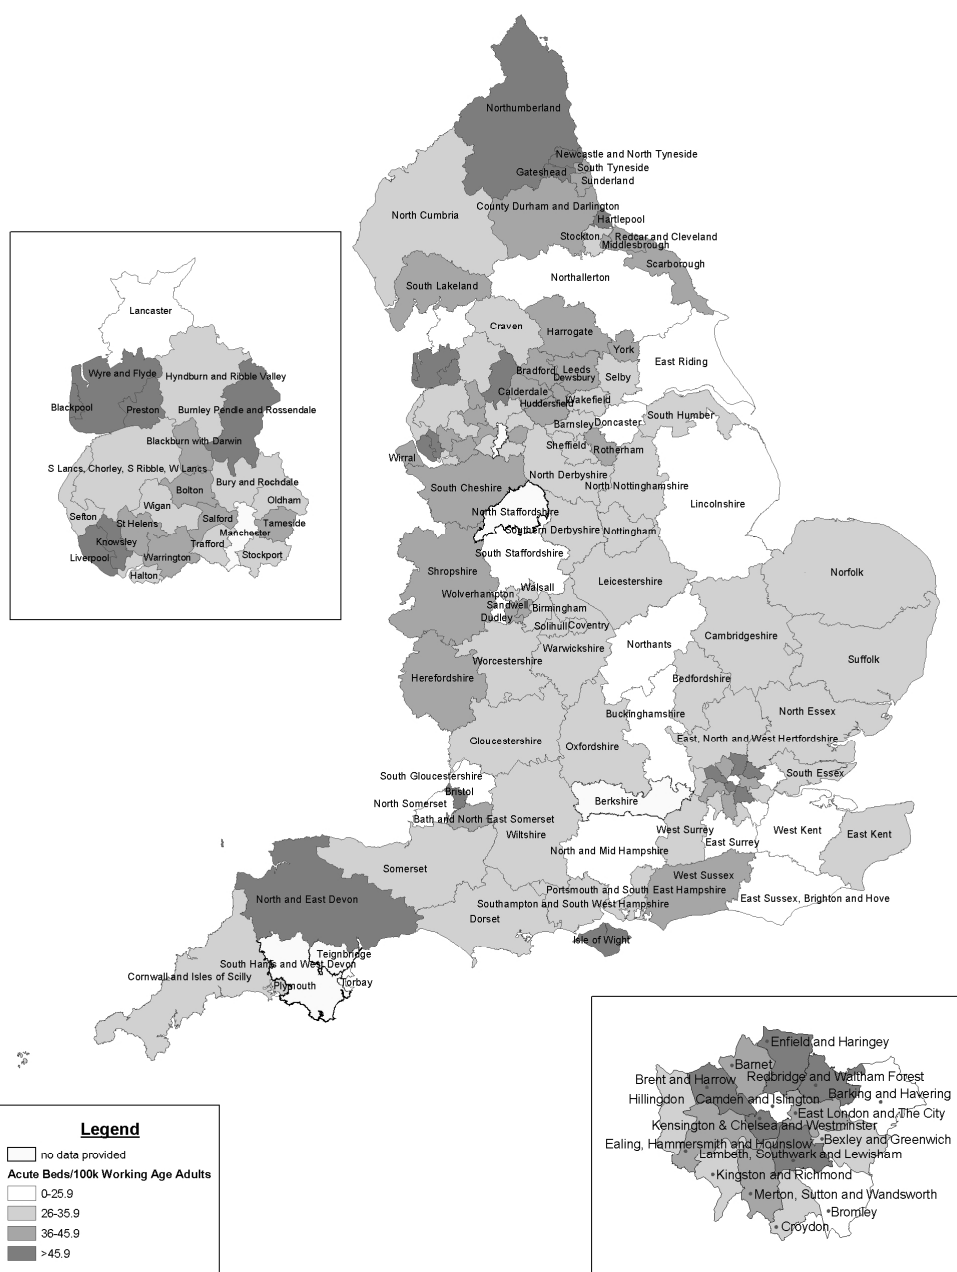 Northumberland
Newcastle and North Tyneside
South Tyneside
Gateshead
Sunderland
County Durham and Darlington
North Cumbria
Hartlepool
Stockton
Redcar and Cleveland
Middlesbrough
Scarborough
Northallerton
South Lakeland
Craven
Harrogate
York
East Riding
Bradford
Leeds
Dewsbury
Selby
Calderdale
Huddersfield
Wakefield
South Humber
Barnsley
Doncaster
Sheffield
Rotherham
Wirral
North Derbyshire
South Cheshire
North Nottinghamshire
Lincolnshire
North Staffordshire
Southern Derbyshire
Nottingham
South Staffordshire
Shropshire
Leicestershire
Norfolk
Walsall
Wolverhampton
Sandwell
Birmingham
Dudley
Solihull
Coventry
Cambridgeshire
Northants
Warwickshire
Worcestershire
Suffolk
Herefordshire
Bedfordshire
Buckinghamshire
North Essex
Gloucestershire
Oxfordshire
East, North and West Hertfordshire
South Gloucestershire
South Essex
Bristol
North Somerset
Berkshire
Bath and North East Somerset
Wiltshire
West Surrey
West Kent
East Kent
East Surrey
North and Mid Hampshire
Somerset
West Sussex
Portsmouth and South East Hampshire
North and East Devon
East Sussex, Brighton and Hove
Southampton and South West Hampshire
Dorset
Isle of Wight
Teignbridge
South Hams and West Devon
Cornwall and Isles of Scilly
Plymouth
Torbay
Lancaster
Wyre and Flyde
Hyndburn and Ribble Valley
Blackpool
Preston
Burnley Pendle and Rossendale
Blackburn with Darwin
S Lancs, Chorley, S Ribble, W Lancs
Bury and Rochdale
Bolton
Oldham
Wigan
Sefton
St Helens
Salford
Tameside
Manchester
Knowsley
Trafford
Liverpool
Warrington
Stockport
Halton
Enfield and Haringey
Barnet
Redbridge and Waltham Forest
Brent and Harrow
Barking and Havering
Hillingdon
Camden and Islington
East London and The City
Kensington & Chelsea and Westminster
Bexley and Greenwich
Ealing, Hammersmith and Hounslow
Lambeth, Southwark and Lewisham
Kingston and Richmond
Merton, Sutton and Wandsworth
Bromley
Croydon
Legend
no data provided
Acute Beds/100k Working Age Adults
0-25.9
26-35.9
36-45.9
>45.9